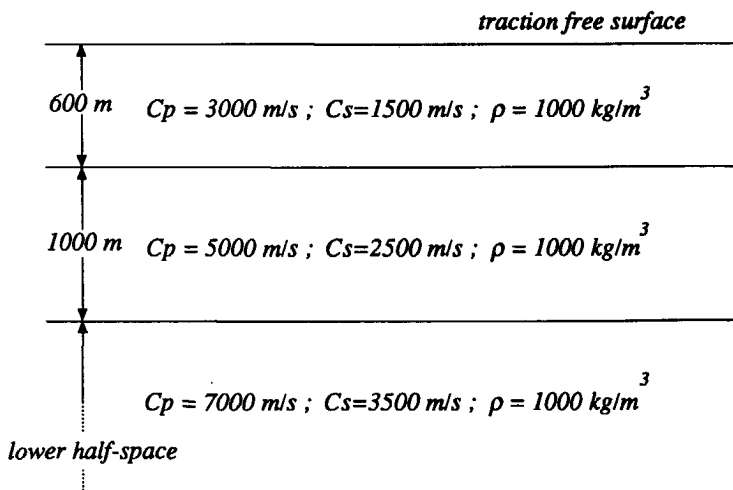 traction free surface
600 m Cp = 3000 m/s ; Cs=1500 m/s ; ρ = 1000 kg/m³
1000 m Cp = 5000 m/s ; Cs=2500 m/s ; ρ = 1000 kg/m³
Cp = 7000 m/s ; Cs=3500 m/s ; ρ = 1000 kg/m³
lower half-space